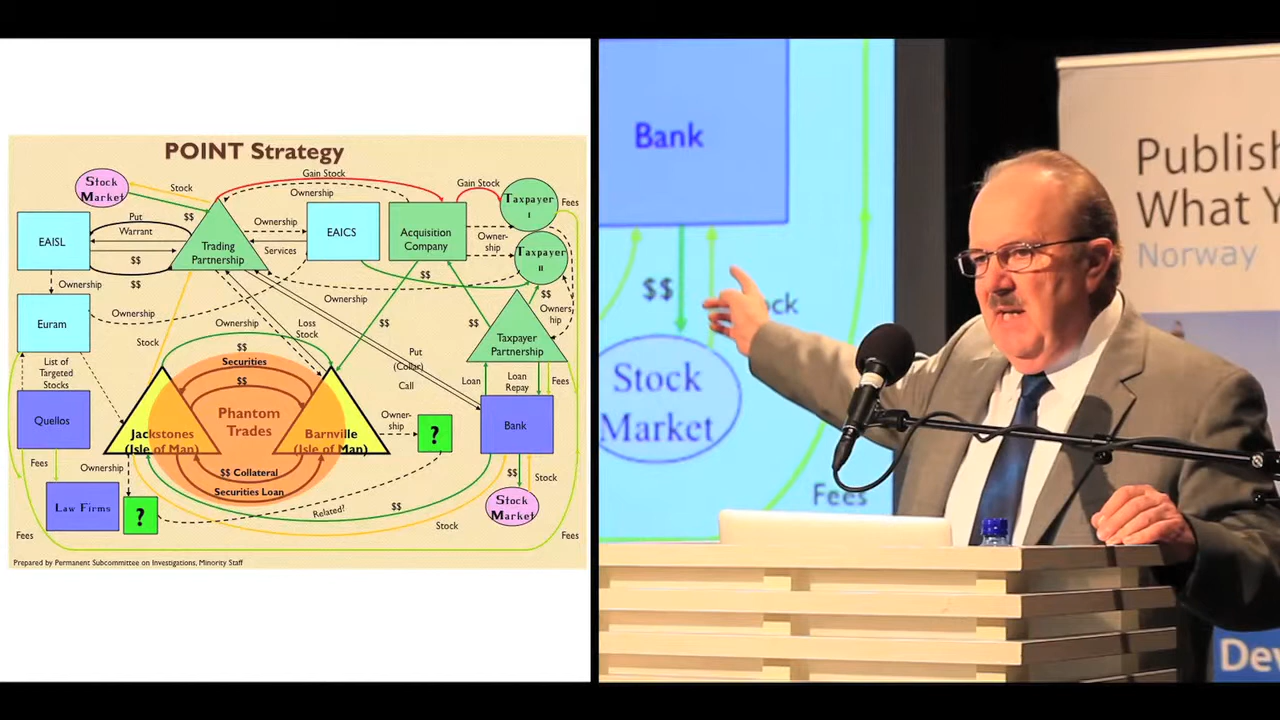 POINT Strategy
Stock
Market
Stock
Gain Stock
Ownership
Gain Stock
Taxpayer
I
Fees
EAISL
Put
Warrant
$$
$$
$$
Trading
Partnership
Ownership
Services
EAICS
Acquisition
Company
Owner-
ship
Taxpayer
II
Ownership
Ownership
$$
$$
Owners
hip
Euram
Ownership
Ownership
Loss
Stock
$$
$$
Taxpayer
Partnership
List of
Targeted
Stocks
Stock
$$
Securities
$$
Put
(Collar)
Call
Loan
Loan
Repay
Fees
Quellos
Phantom
Trades
Jackstones
(Isle of Man)
Barnville
(Isle of Man)
Owner-
ship
?
Bank
Fees
Ownership
$$ Collateral
Securities Loan
$$
Stock
Law Firms
?
Related?
$$
Stock
Stock
Market
Fees
Fees
Prepared by Permanent Subcommittee on Investigations, Minority Staff
Bank
$$
ock
Stock
Market
Fees
Publish
What Y
Norway
Dev